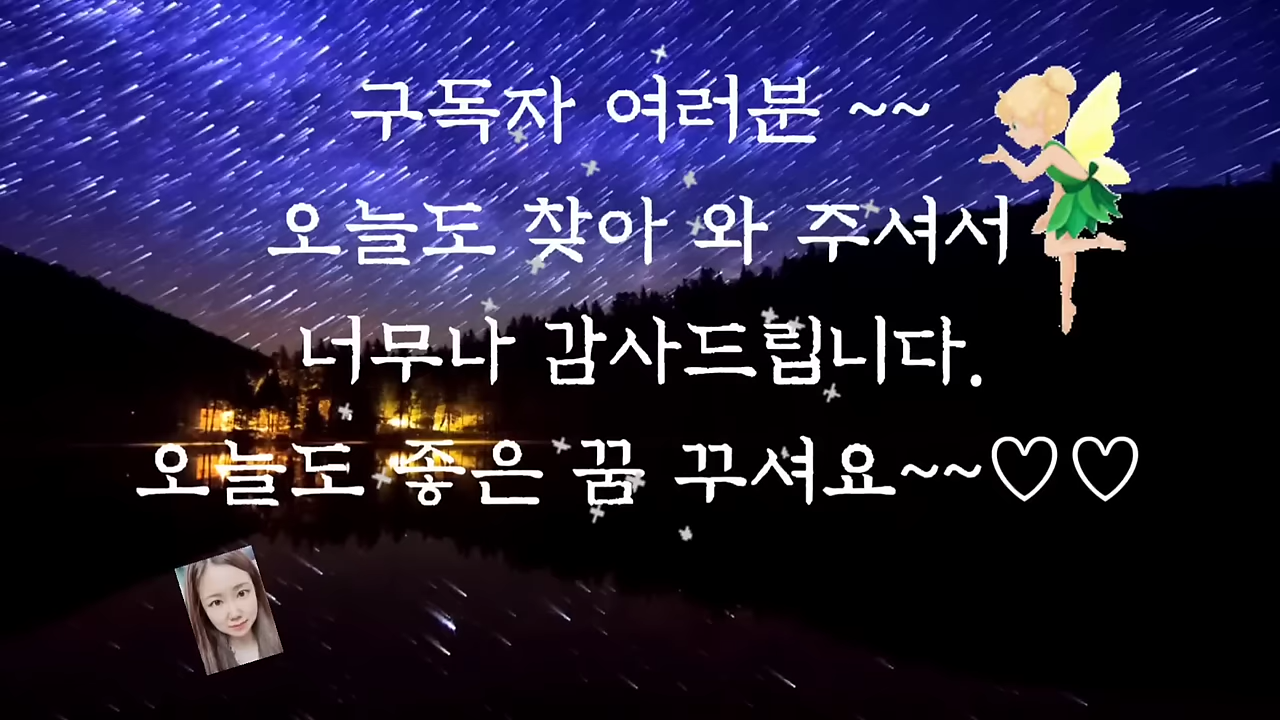 구독자 여러분 ~~
오늘도 찾아 와 주셔서
너무나 감사드립니다.
오늘도 좋은 꿈 꾸셔요~~♡♡